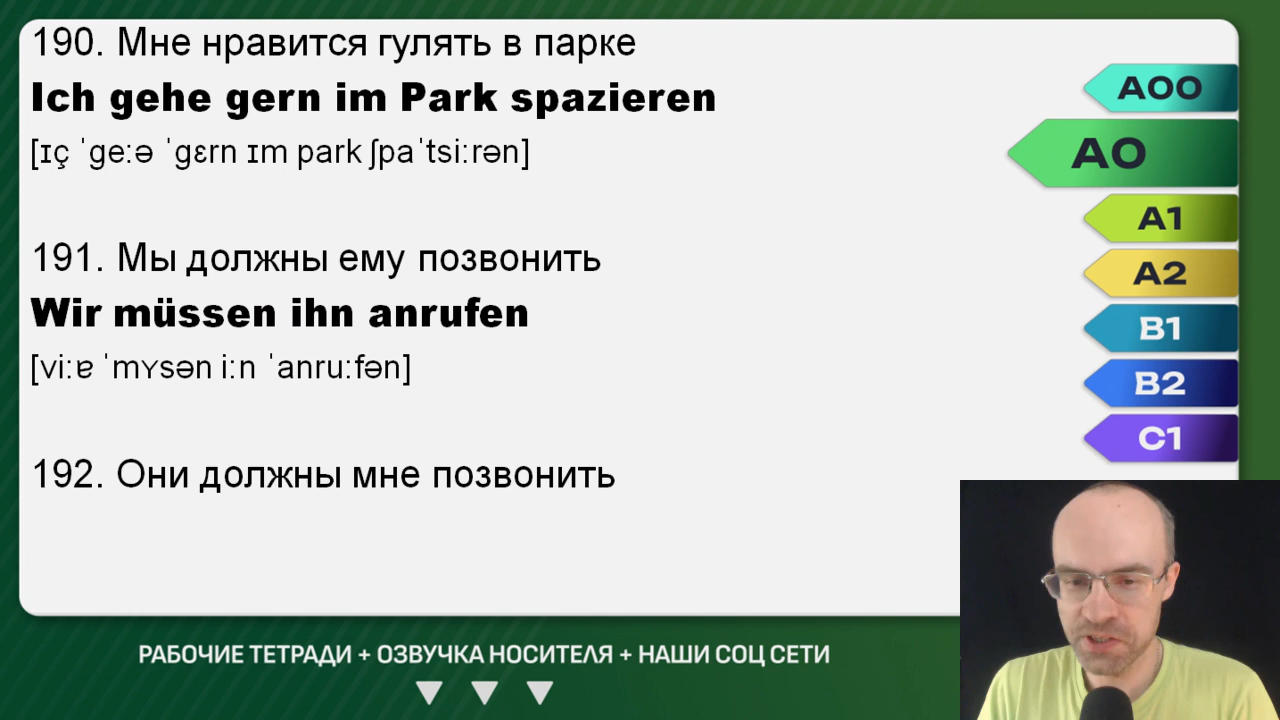 190. Мне нравится гулять в парке
Ich gehe gern im Park spazieren
[ɪç ˈɡeːə ˈɡɛrn ɪm park ʃpaˈtsiːrən]
191. Мы должны ему позвонить
Wir müssen ihn anrufen
[viːɐ ˈmʏsən iːn ˈanruːfən]
192. Они должны мне позвонить
A00
A0
A1
A2
B1
B2
C1
РАБОЧИЕ ТЕТРАДИ + ОЗВУЧКА НОСИТЕЛЯ + НАШИ СОЦ СЕТИ